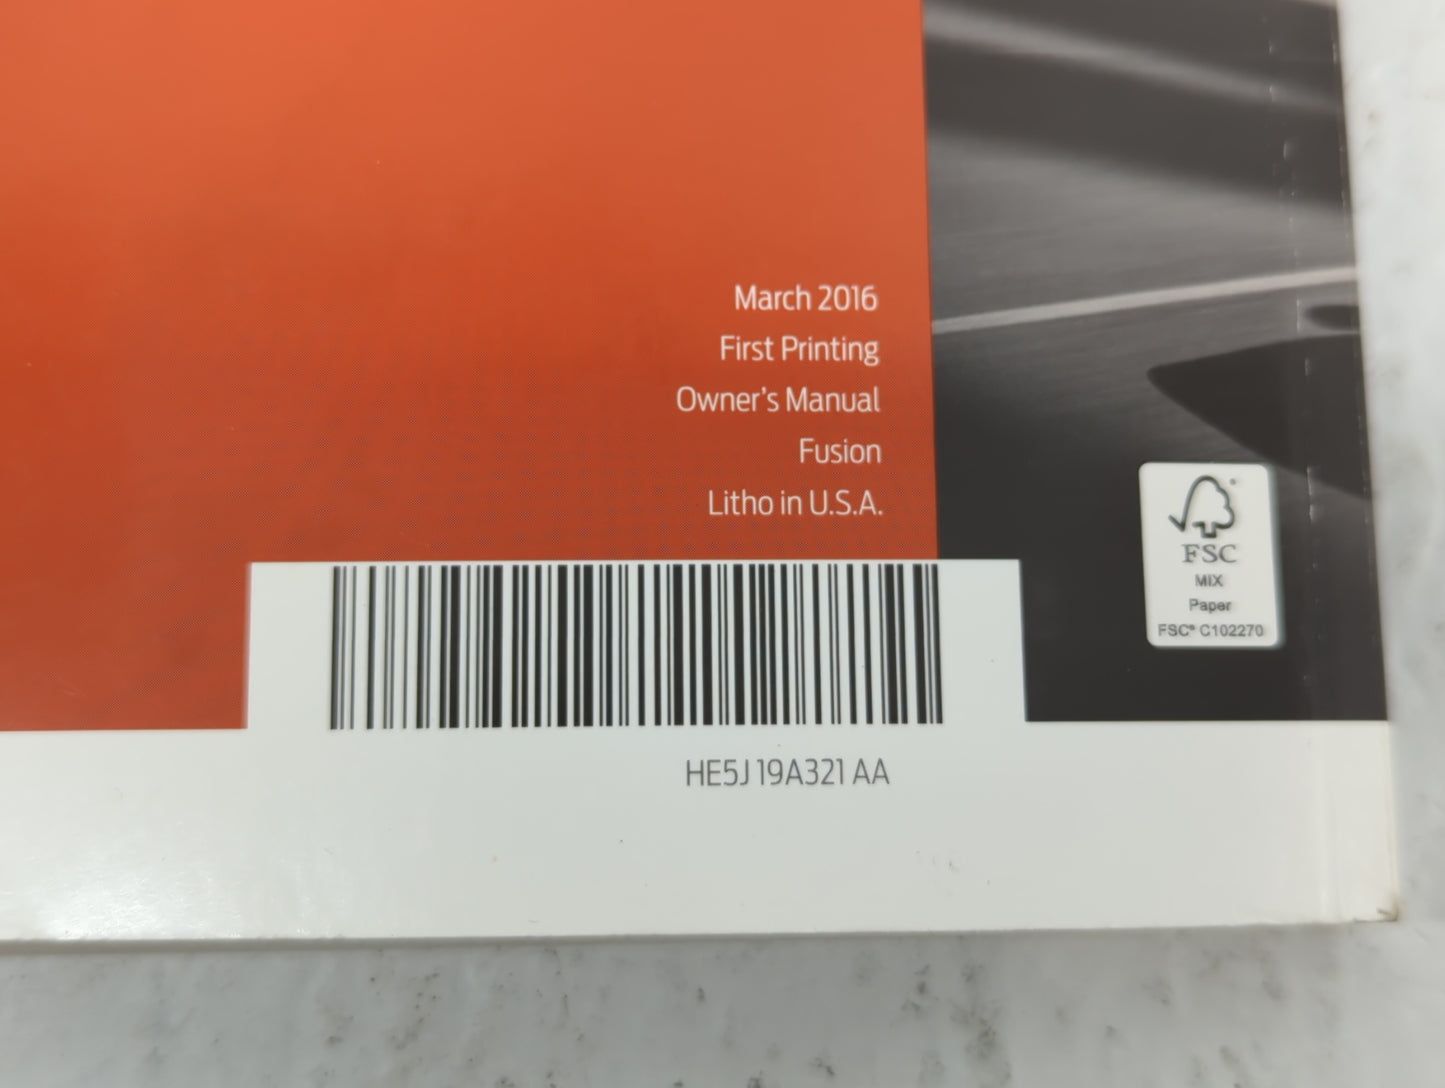 March 2016
First Printing
Owner's Manual
Fusion
Litho in U.S.A.
FSC
MIX
Paper
FSC® C102270
HE5J 19A321 AA